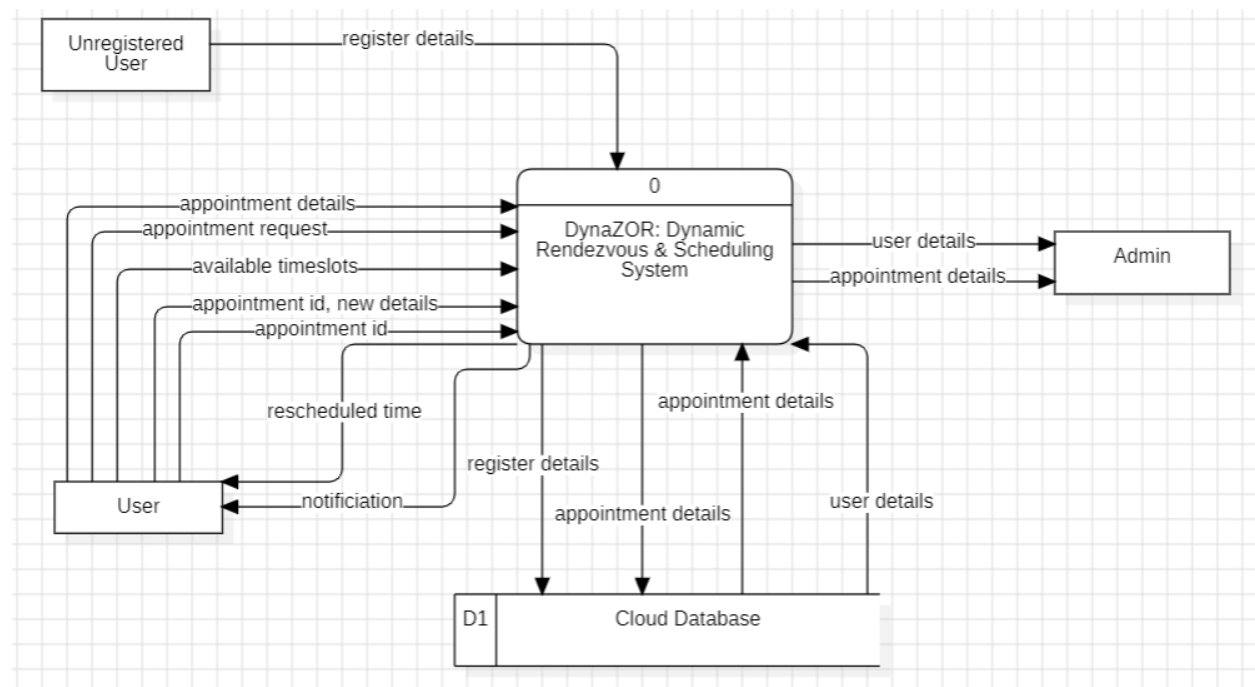 Unregistered
User
register details
0
DynaZOR: Dynamic
Rendezvous & Scheduling
System
appointment details
appointment request
available timeslots
appointment id, new details
appointment id
user details
appointment details
Admin
rescheduled time
notificiation
User
register details
appointment details
appointment details
user details
D1
Cloud Database